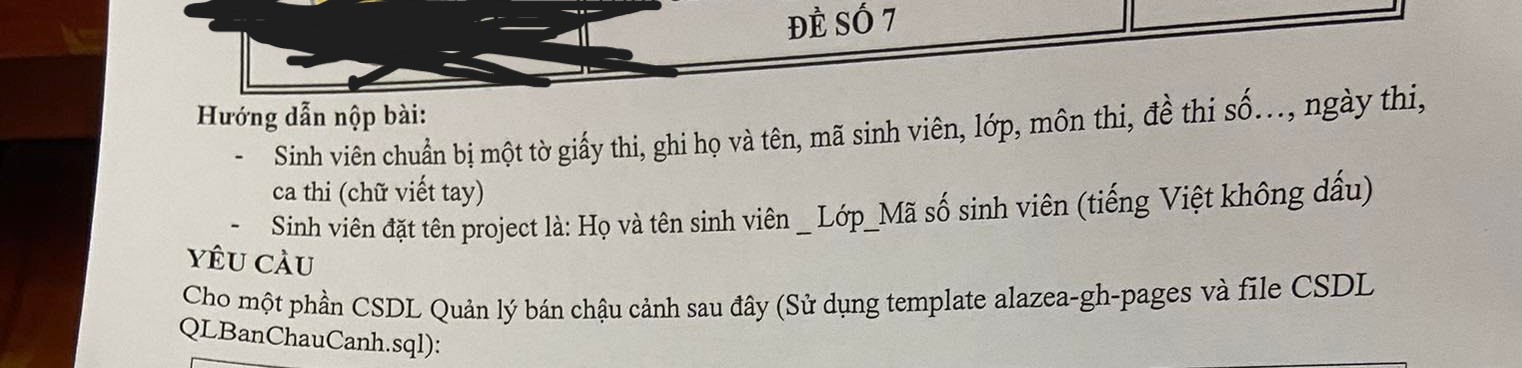 ĐỀ SỐ 7
Hướng dẫn nộp bài:
- Sinh viên chuẩn bị một tờ giấy thi, ghi họ và tên, mã sinh viên, lớp, môn thi, đề thi số…, ngày thi,
ca thi (chữ viết tay)
- Sinh viên đặt tên project là: Họ và tên sinh viên _ Lớp_Mã số sinh viên (tiếng Việt không dấu)
YÊU CẦU
Cho một phần CSDL Quản lý bán chậu cảnh sau đây (Sử dụng template alazea-gh-pages và file CSDL
QLBanChauCanh.sql):